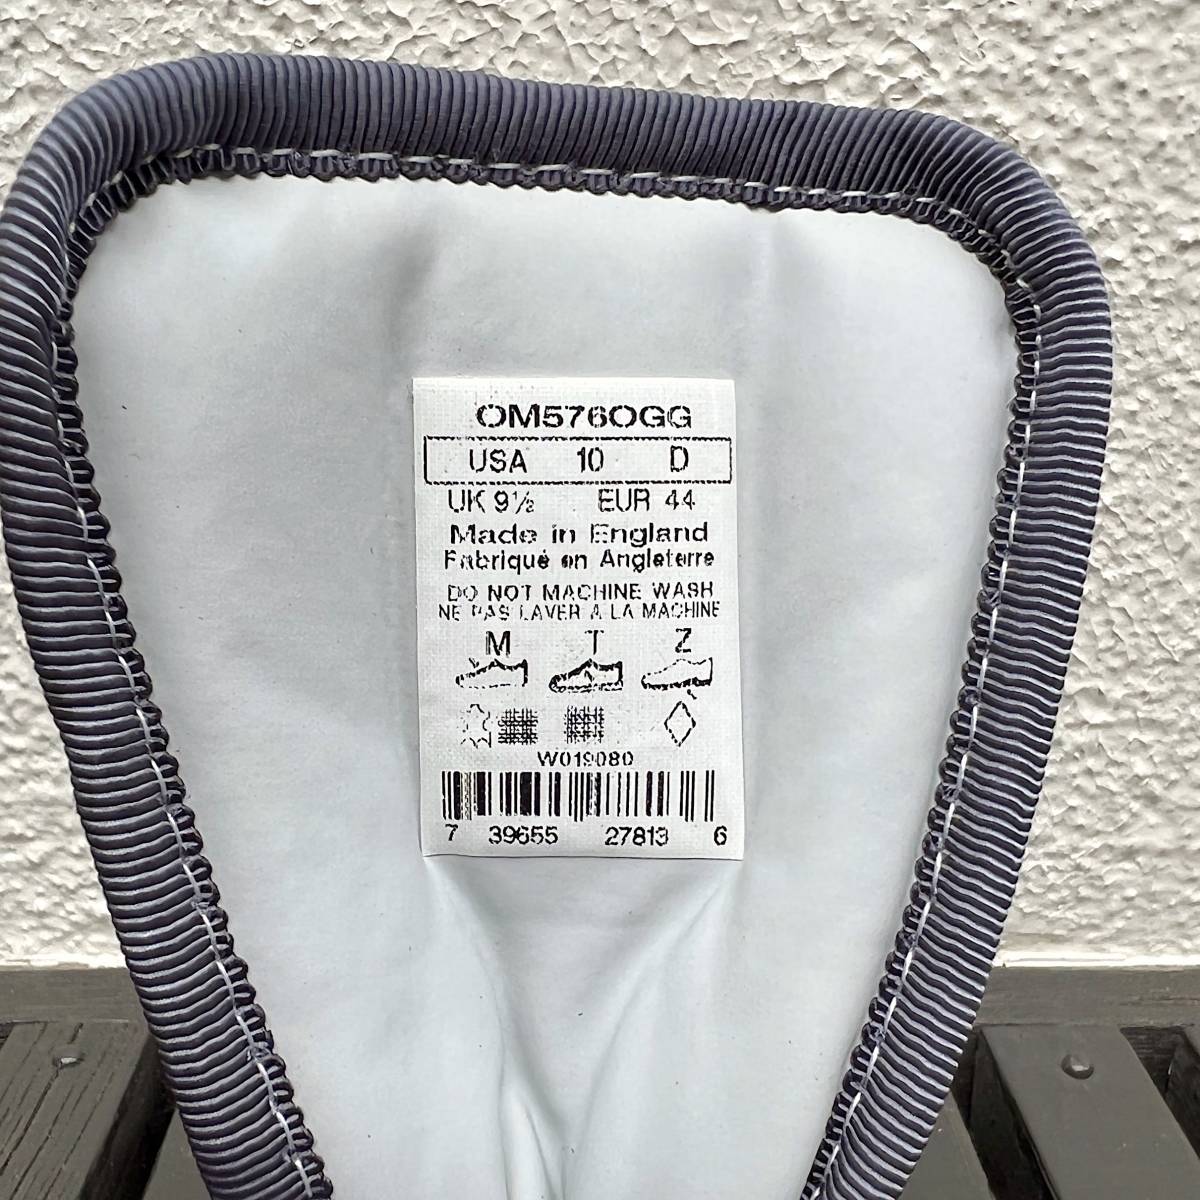 OM576OGG
USA 10 D
UK 9½ EUR 44
Made in England
Fabriqué en Angleterre
DO NOT MACHINE WASH
NE PAS LAVER A LA MACHINE
M T Z
W019080
7 39655 27813 6